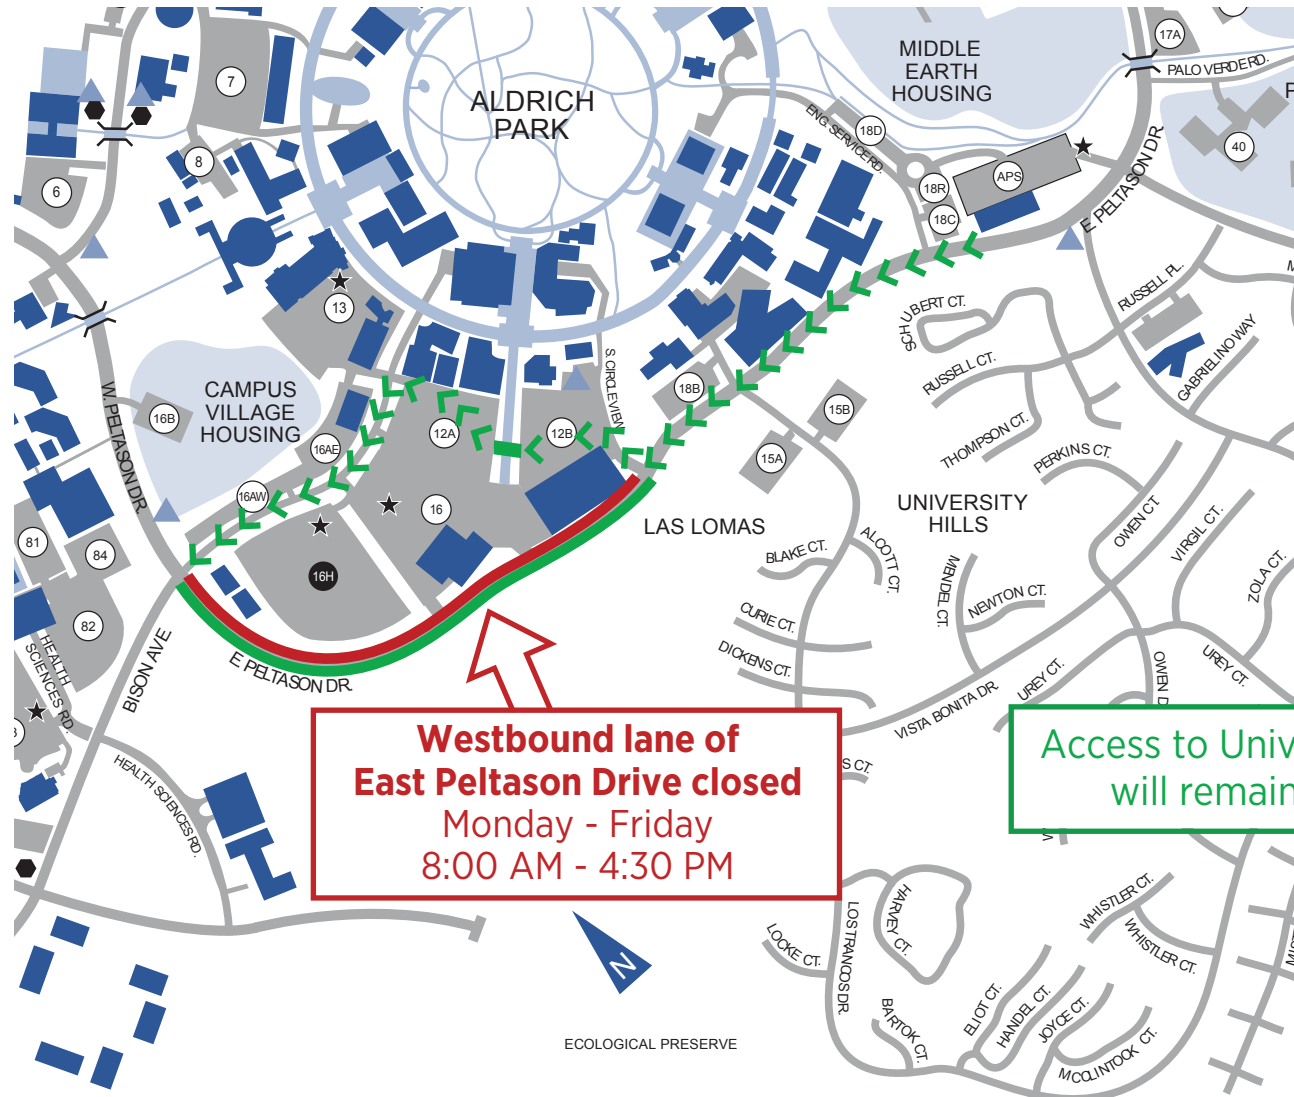 17A
MIDDLE
EARTH
HOUSING
PALO VERDE RD.
7
ALDRICH
PARK
ENG. SERVICE RD.
18D
40
8
6
APS
18R
18C
E PELTASON DR.
RUSSELL PL.
13
SCHUBERT CT.
GABRIELINO WAY
S. CIRCLE VIEW
RUSSELL CT.
CAMPUS
VILLAGE
HOUSING
W. PELTASON DR.
16B
18B
15B
12A
12B
16AE
THOMPSON CT.
PERKINS CT.
15A
16AW
16
LAS LOMAS
UNIVERSITY
HILLS
OWEN CT.
VIRGIL CT.
81
84
BLAKE CT.
ALCOTT CT.
16H
MENDEL CT.
NEWTON CT.
ZOLA CT.
82
CURIE CT.
DICKENS CT.
HEALTH
SCIENCES RD.
BISON AVE
E PELTASON DR.
UREY CT.
UREY CT.
OWEN D
VISTA BONITA DR.
Westbound lane of
East Peltason Drive closed
Monday - Friday
8:00 AM - 4:30 PM
Access to Univ
will remain
S CT.
HEALTH SCIENCES RD.
HARVEY CT.
LOS TRANCOS DR.
LOCKE CT.
WHISTLER CT.
WHISTLER CT.
N
ELIOT CT.
HANDEL CT.
JOYCE CT.
BARTOK CT.
MCCLINTOCK CT.
ECOLOGICAL PRESERVE